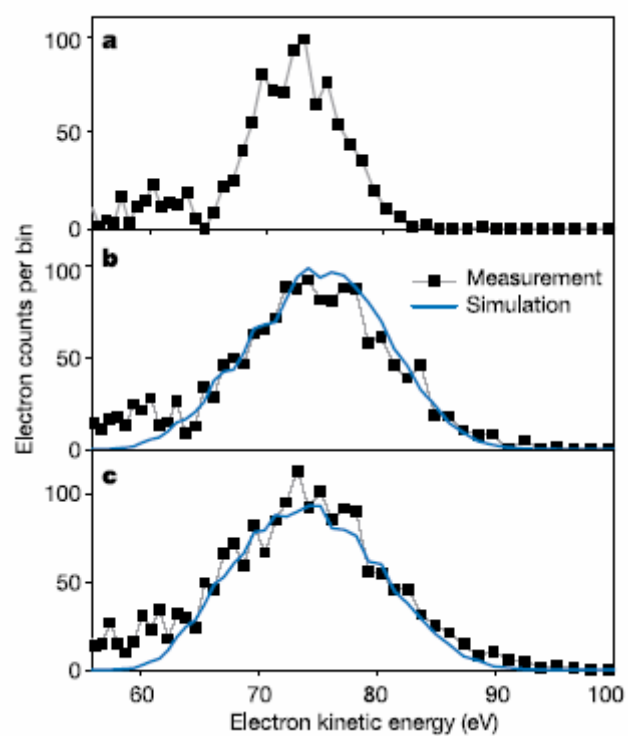 a
100
50
0
Electron counts per bin
b
100
50
0
Measurement
Simulation
c
100
50
0
60 70 80 90 100
Electron kinetic energy (eV)